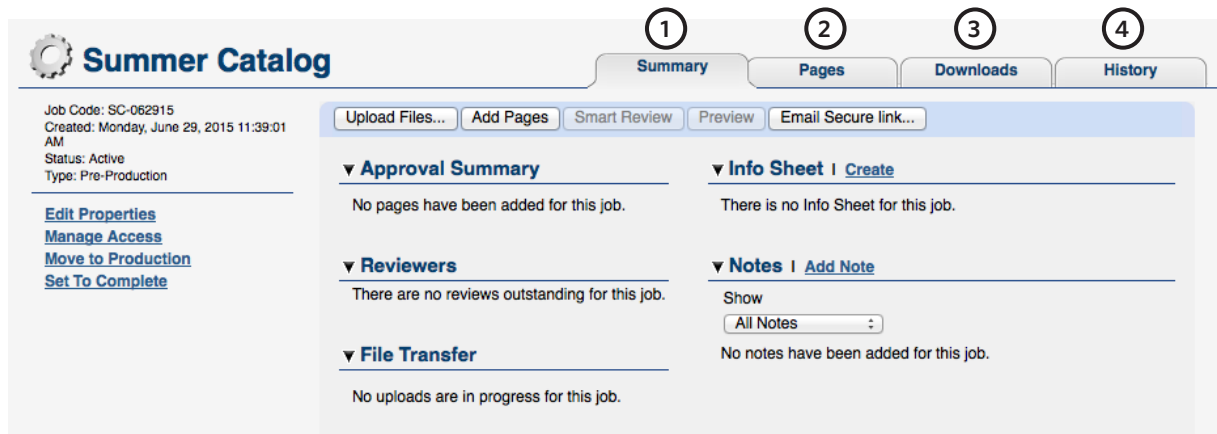 1 2 3 4
Summer Catalog
Summary Pages Downloads History
Job Code: SC-062915
Created: Monday, June 29, 2015 11:39:01
AM
Status: Active
Type: Pre-Production
Edit Properties
Manage Access
Move to Production
Set To Complete
Upload Files... Add Pages Smart Review Preview Email Secure link...
Approval Summary
No pages have been added for this job.
Reviewers
There are no reviews outstanding for this job.
File Transfer
No uploads are in progress for this job.
Info Sheet | Create
There is no Info Sheet for this job.
Notes | Add Note
Show
All Notes
No notes have been added for this job.